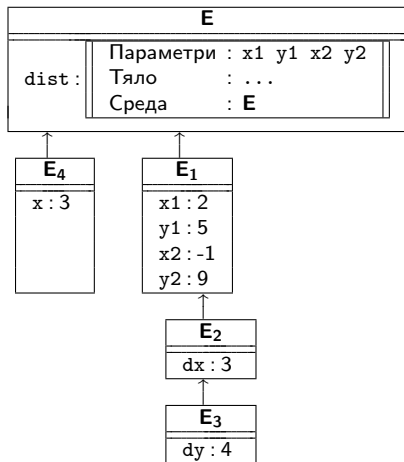 E
dist : Параметри : x1 y1 x2 y2
Тяло : ...
Среда : E
E₄
x : 3
E₁
x1 : 2
y1 : 5
x2 : -1
y2 : 9
E₂
dx : 3
E₃
dy : 4